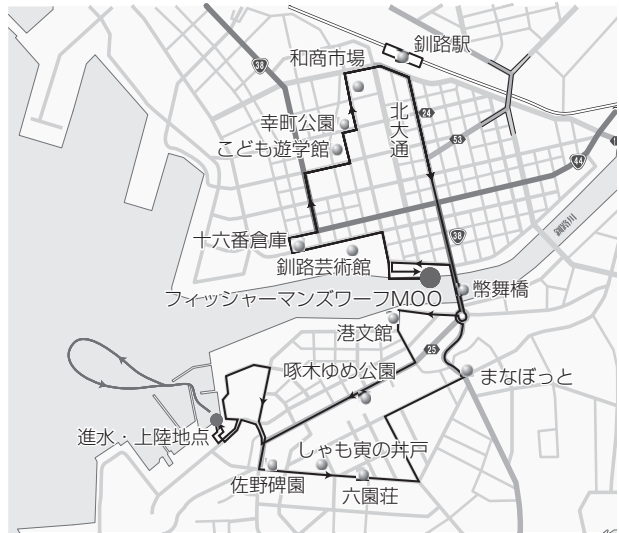 釧路駅
和商市場
38
北大通
24
幸町公園
53
こども遊学館
44
十六番倉庫
38
釧路川
釧路芸術館
フィッシャーマンズワーフMOO
幣舞橋
港文館
25
啄木ゆめ公園
まなぼっと
進水・上陸地点
しゃも寅の井戸
佐野碑園
六園荘